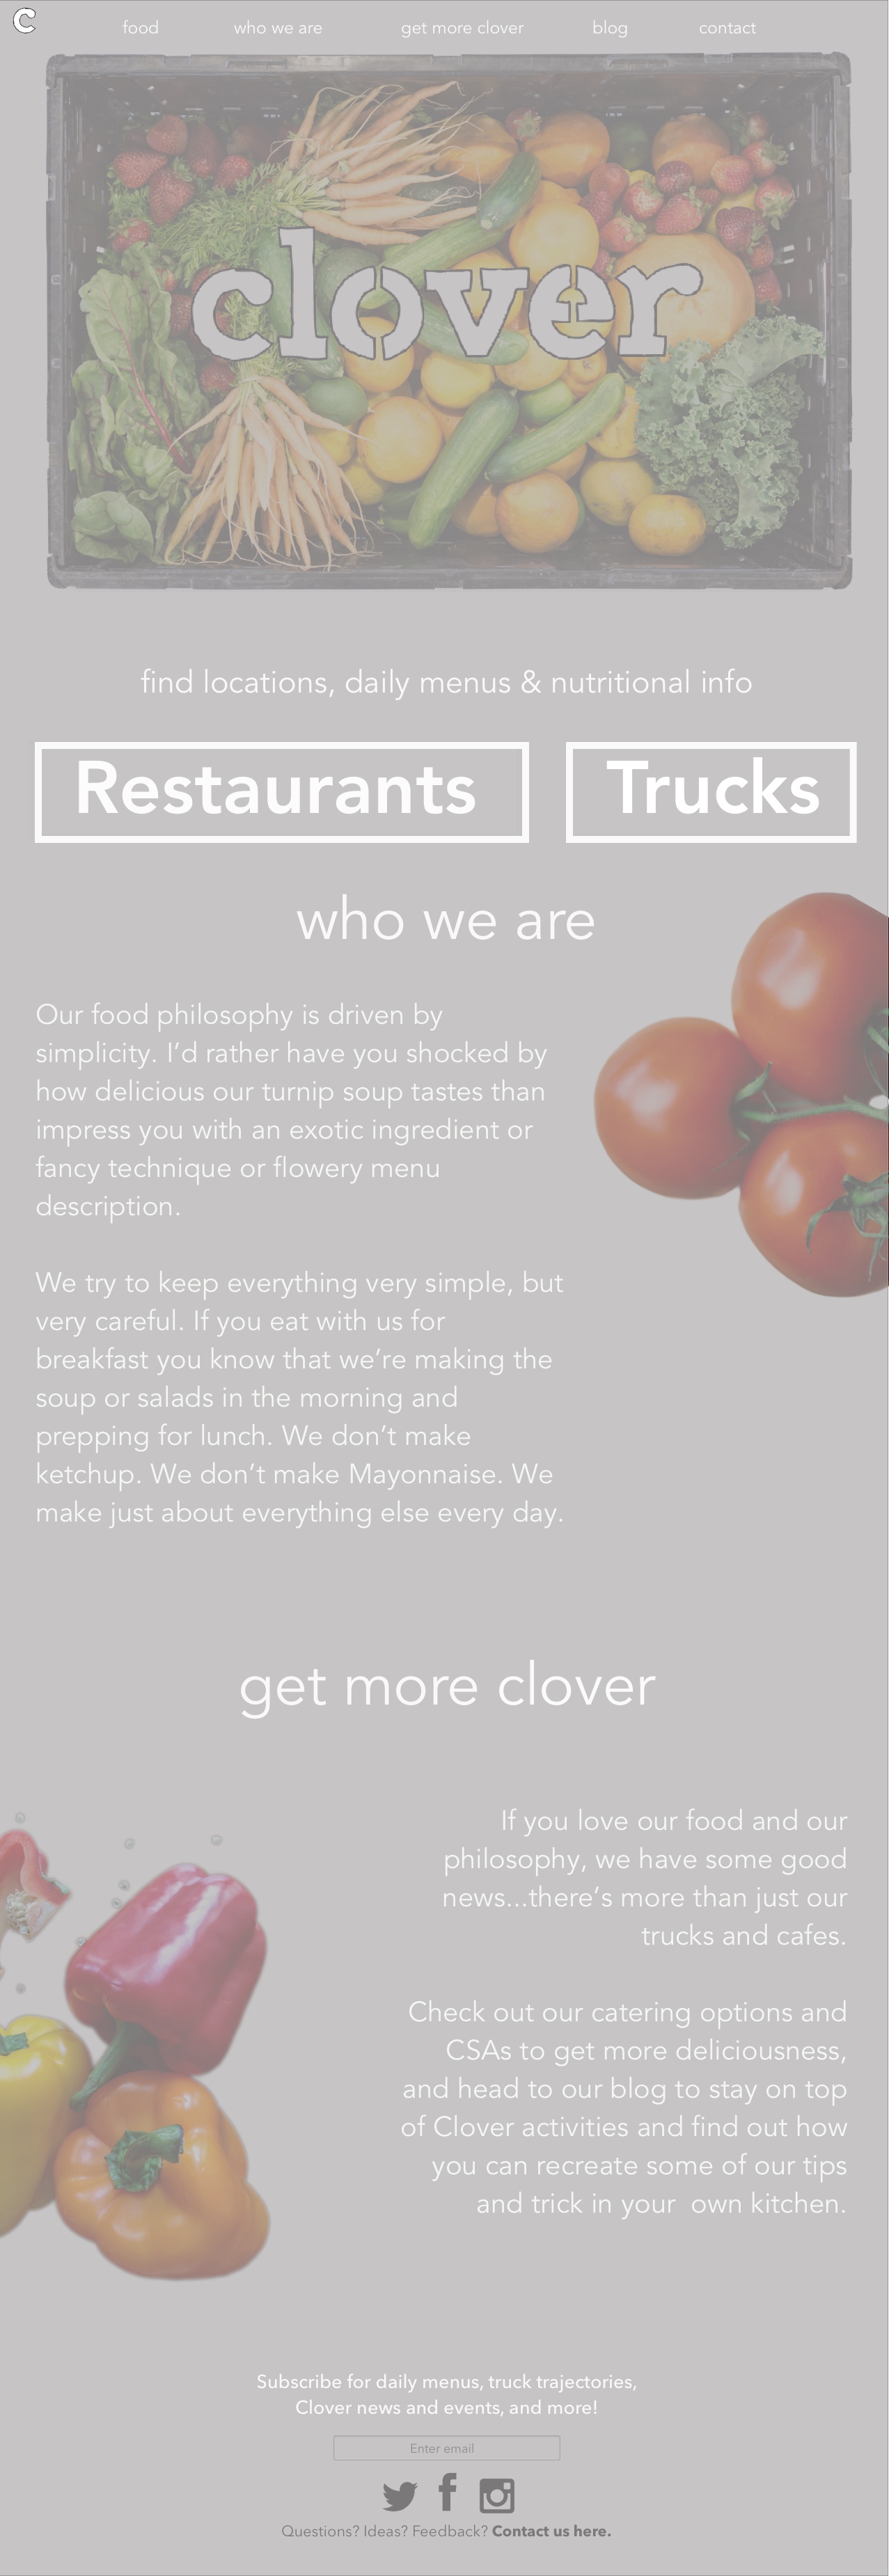 c food who we are get more clover blog contact
clover
find locations, daily menus & nutritional info
Restaurants Trucks
who we are
Our food philosophy is driven by
simplicity. I’d rather have you shocked by
how delicious our turnip soup tastes than
impress you with an exotic ingredient or
fancy technique or flowery menu
description.
We try to keep everything very simple, but
very careful. If you eat with us for
breakfast you know that we’re making the
soup or salads in the morning and
prepping for lunch. We don’t make
ketchup. We don’t make Mayonnaise. We
make just about everything else every day.
get more clover
If you love our food and our
philosophy, we have some good
news...there’s more than just our
trucks and cafes.
Check out our catering options and
CSAs to get more deliciousness,
and head to our blog to stay on top
of Clover activities and find out how
you can recreate some of our tips
and trick in your  own kitchen.
Subscribe for daily menus, truck trajectories,
Clover news and events, and more!
Enter email
Questions? Ideas? Feedback? Contact us here.